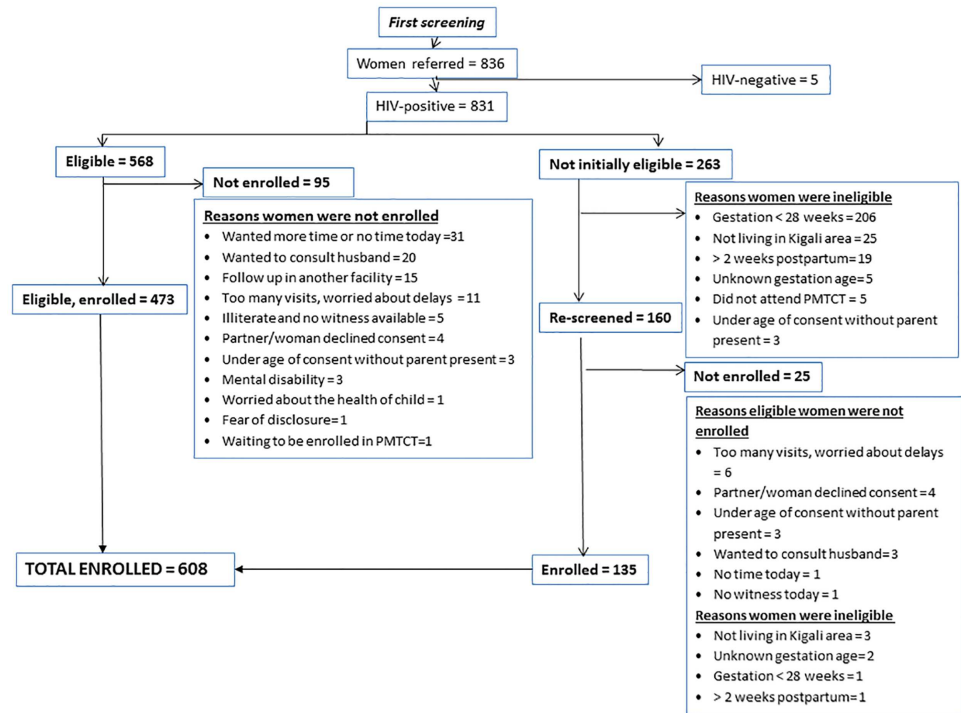 First screening
Women referred = 836
HIV-negative = 5
HIV-positive = 831
Eligible = 568
Not enrolled = 95
Reasons women were not enrolled
• Wanted more time or no time today =31
• Wanted to consult husband = 20
• Follow up in another facility = 15
• Too many visits, worried about delays = 11
• Illiterate and no witness available = 5
• Partner/woman declined consent = 4
• Under age of consent without parent present = 3
• Mental disability = 3
• Worried about the health of child = 1
• Fear of disclosure=1
• Waiting to be enrolled in PMTCT=1
Eligible, enrolled = 473
Not initially eligible = 263
Reasons women were ineligible
• Gestation < 28 weeks = 206
• Not living in Kigali area = 25
• > 2 weeks postpartum= 19
• Unknown gestation age=5
• Did not attend PMTCT = 5
• Under age of consent without parent
present = 3
Re-screened = 160
Not enrolled = 25
Reasons eligible women were not
enrolled
• Too many visits, worried about delays
= 6
• Partner/woman declined consent=4
• Under age of consent without parent
present = 3
• Wanted to consult husband=3
• No time today = 1
• No witness today = 1
Reasons women were ineligible
• Not living in Kigali area = 3
• Unknown gestation age=2
• Gestation < 28 weeks = 1
• > 2 weeks postpartum=1
Enrolled = 135
TOTAL ENROLLED = 608